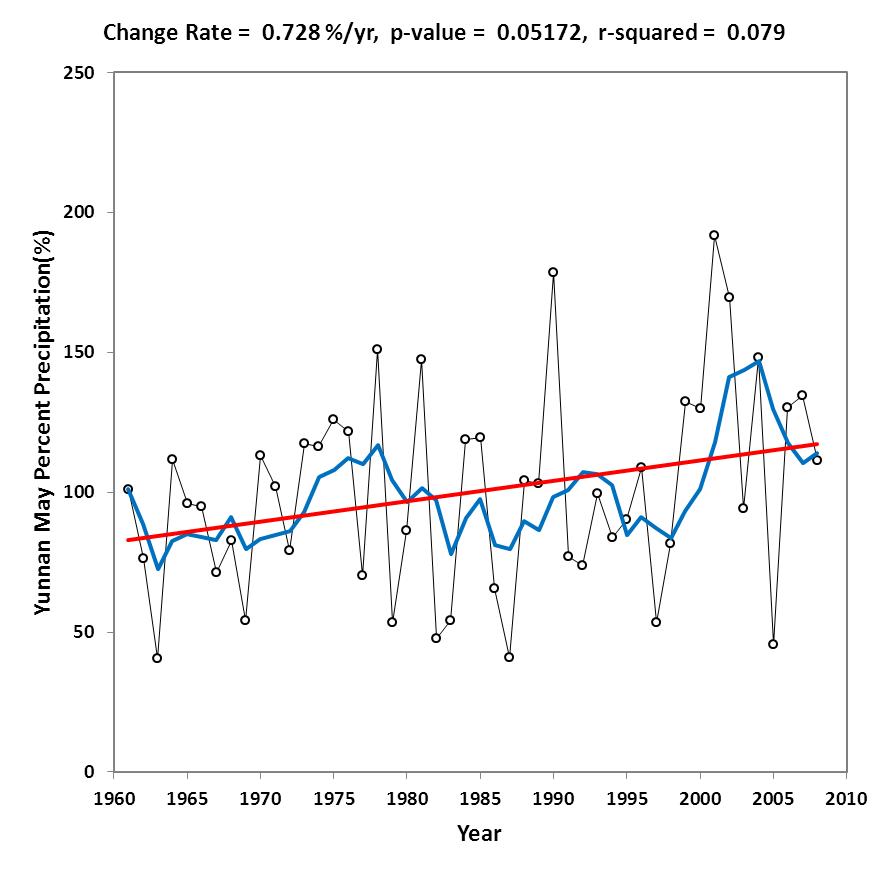 Change Rate = 0.728 %/yr, p-value = 0.05172, r-squared = 0.079
Yunnan May Percent Precipitation(%)
250
200
150
100
50
0
1960 1965 1970 1975 1980 1985 1990 1995 2000 2005 2010
Year